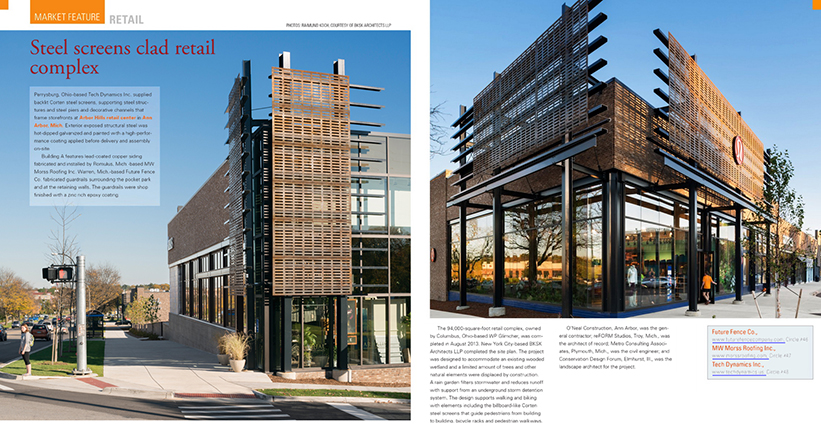 MARKET FEATURE RETAIL
PHOTOS: RAIMUND KOCH, COURTESY OF BKSK ARCHITECTS LLP
Steel screens clad retail
complex
Perrysburg, Ohio-based Tech Dynamics Inc. supplied
backlit Corten steel screens, supporting steel struc-
tures and steel piers and decorative channels that
frame storefronts at Arbor Hills retail center in Ann
Arbor, Mich. Exterior exposed structural steel was
hot-dipped galvanized and painted with a high-perfor-
mance coating applied before delivery and assembly
on-site.
Building A features lead-coated copper siding
fabricated and installed by Romulus, Mich.-based MW
Morss Roofing Inc. Warren, Mich.-based Future Fence
Co. fabricated guardrails surrounding the pocket park
and at the retaining walls. The guardrails were shop
finished with a zinc-rich epoxy coating.
The 94,000-square-foot retail complex, owned
by Columbus, Ohio-based WP Glimcher, was com-
pleted in August 2013. New York City-based BKSK
Architects LLP completed the site plan. The project
was designed to accommodate an existing wooded
wetland and a limited amount of trees and other
natural elements were displaced by construction.
A rain garden filters stormwater and reduces runoff
with support from an underground storm detention
system. The design supports walking and biking
with elements including the billboard-like Corten
steel screens that guide pedestrians from building
to building, bicycle racks and pedestrian walkways.
O'Neal Construction, Ann Arbor, was the gen-
eral contractor; reFORM Studios, Troy, Mich., was
the architect of record; Metro Consulting Associ-
ates, Plymouth, Mich., was the civil engineer; and
Conservation Design Forum, Elmhurst, Ill., was the
landscape architect for the project.
Future Fence Co.,
www.futurefencecompany.com, Circle
MW Morss Roofing Inc.,
www.mwmorss.com, Circle
Tech Dynamics Inc.,
www.techdynamics.us, Circle